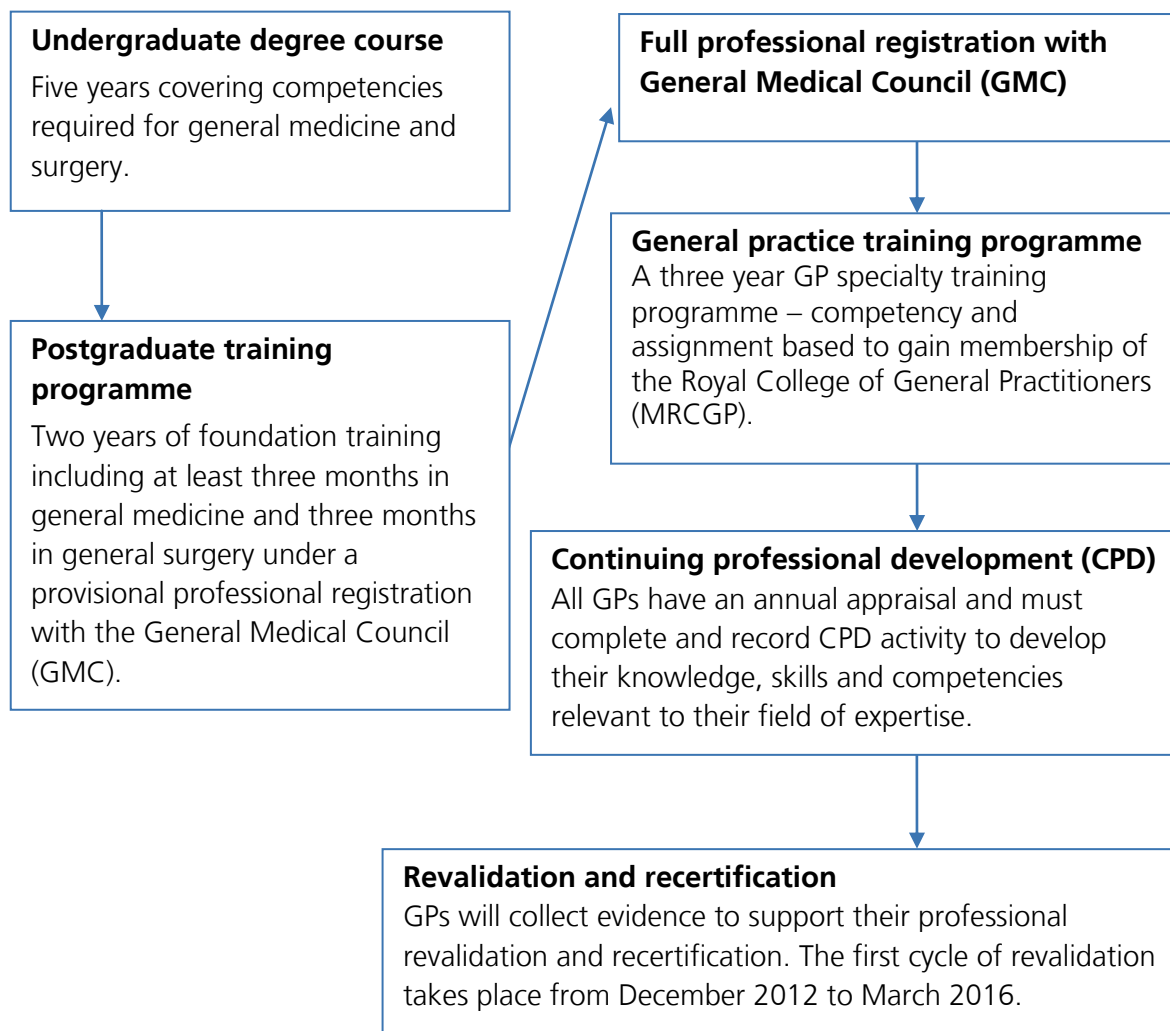 Undergraduate degree course
Five years covering competencies
required for general medicine and
surgery.
Postgraduate training
programme
Two years of foundation training
including at least three months in
general medicine and three months
in general surgery under a
provisional professional registration
with the General Medical Council
(GMC).
Full professional registration with
General Medical Council (GMC)
General practice training programme
A three year GP specialty training
programme – competency and
assignment based to gain membership of
the Royal College of General Practitioners
(MRCGP).
Continuing professional development (CPD)
All GPs have an annual appraisal and must
complete and record CPD activity to develop
their knowledge, skills and competencies
relevant to their field of expertise.
Revalidation and recertification
GPs will collect evidence to support their professional
revalidation and recertification. The first cycle of revalidation
takes place from December 2012 to March 2016.